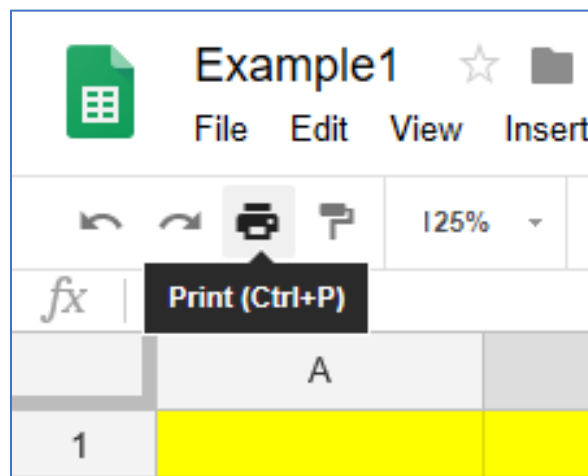 Example1
File Edit View Insert
125%
Print (Ctrl+P)
fx
A
1